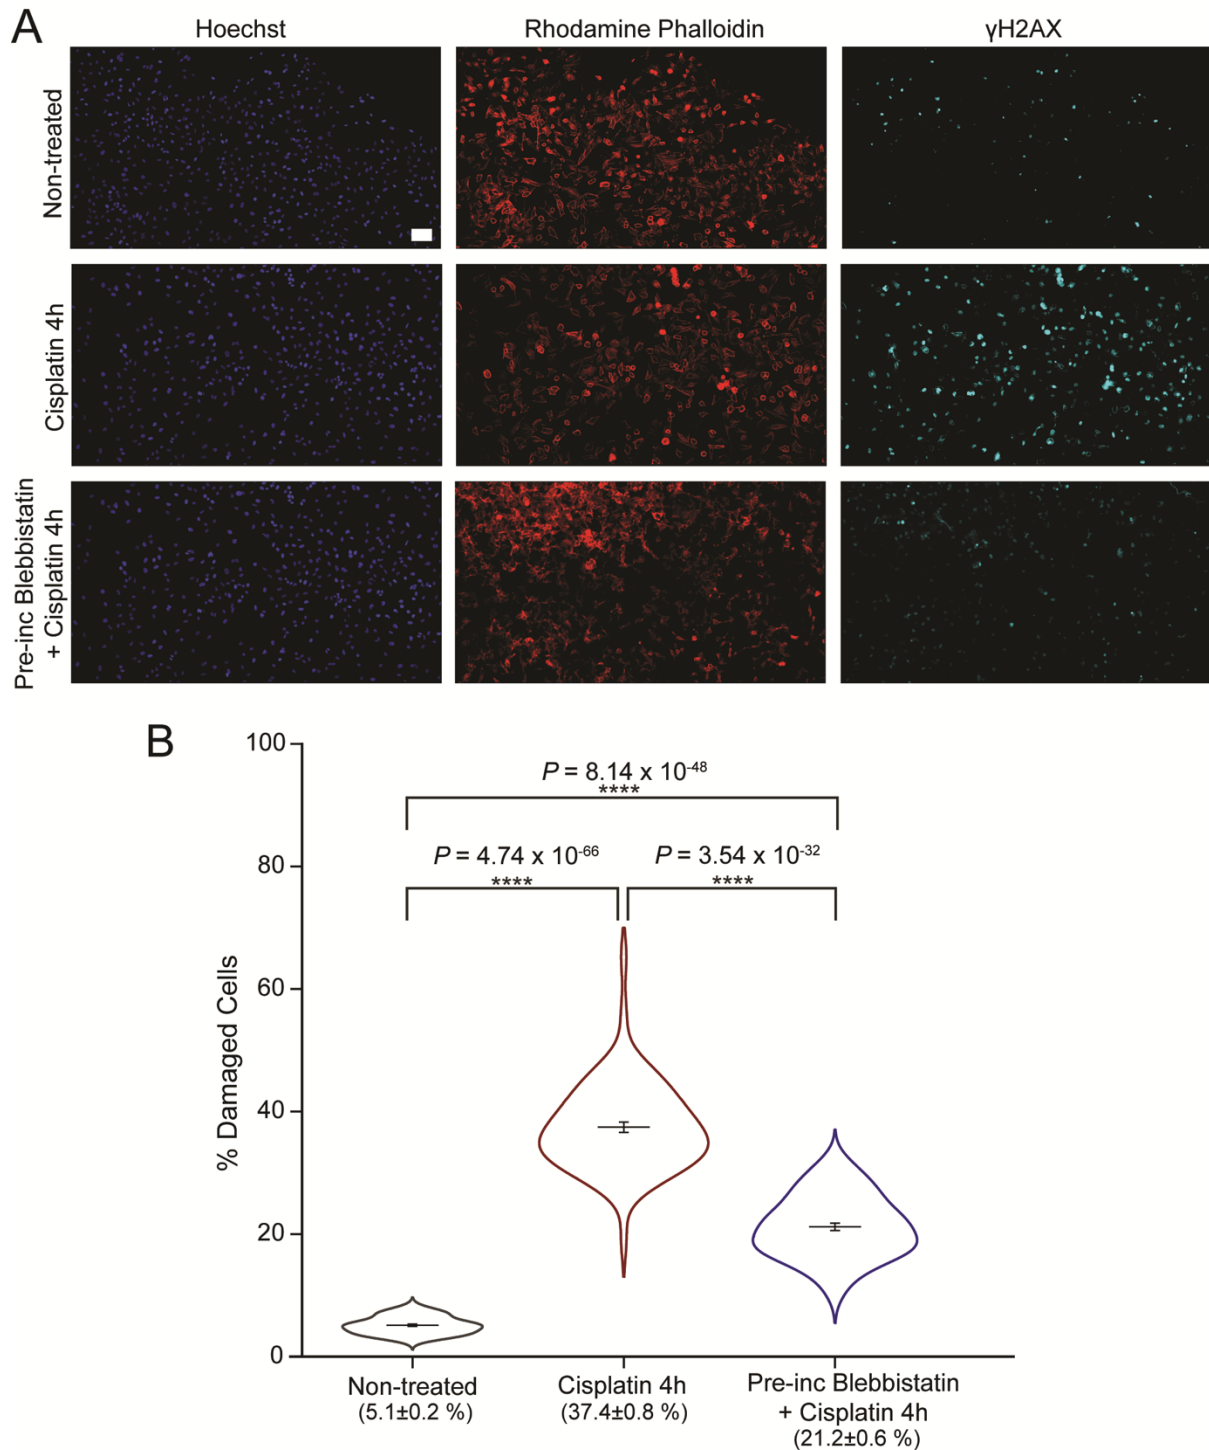 A
Hoechst
Rhodamine Phalloidin
γH2AX
Non-treated
Cisplatin 4h
Pre-inc Blebbistatin
+ Cisplatin 4h
B
100
80
60
40
20
0
% Damaged Cells
P = 8.14 x 10-48
****
P = 4.74 x 10-66
****
P = 3.54 x 10-32
****
Non-treated
(5.1±0.2 %)
Cisplatin 4h
(37.4±0.8 %)
Pre-inc Blebbistatin
+ Cisplatin 4h
(21.2±0.6 %)